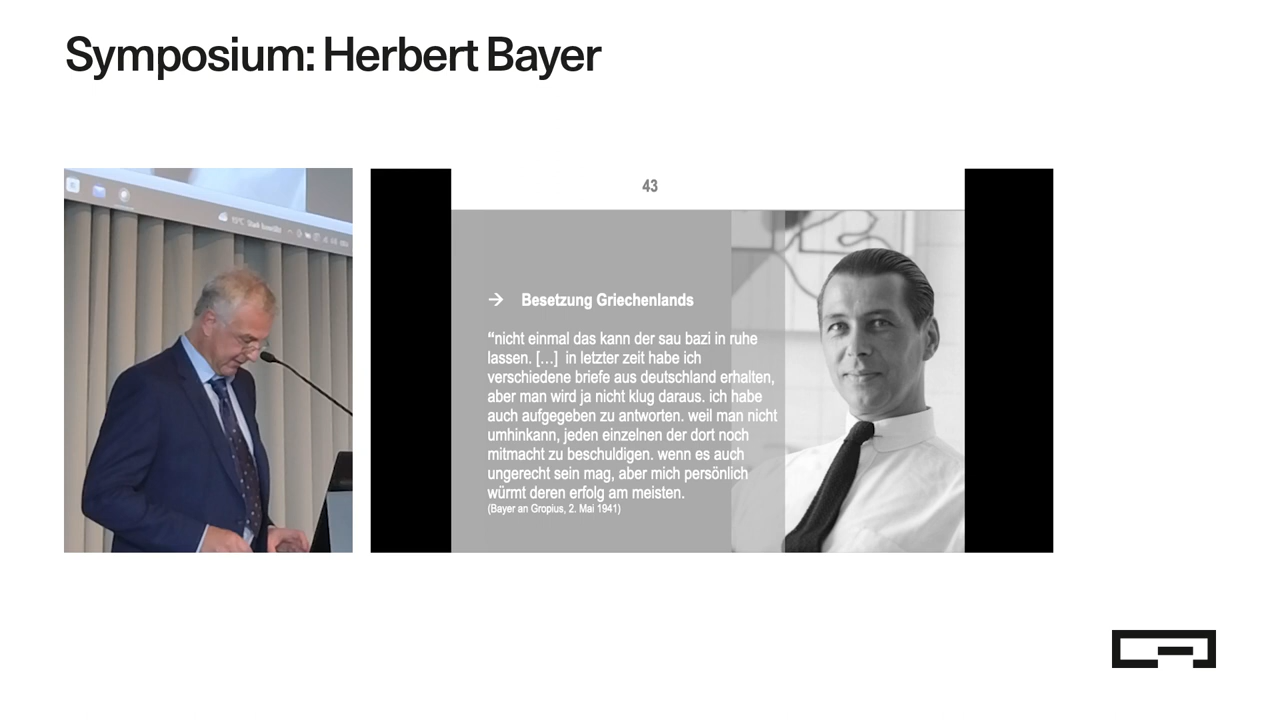 Symposium: Herbert Bayer
43
→ Besetzung Griechenlands
“nicht einmal das kann der sau bazi in ruhe
lassen. [...] in letzter zeit habe ich
verschiedene briefe aus deutschland erhalten,
aber man wird ja nicht klug daraus. ich habe
auch aufgegeben zu antworten. weil man nicht
umhinkann, jeden einzelnen der dort noch
mitmacht zu beschuldigen. wenn es auch
ungerecht sein mag, aber mich persönlich
würmt deren erfolg am meisten.
(Bayer an Gropius, 2. Mai 1941)